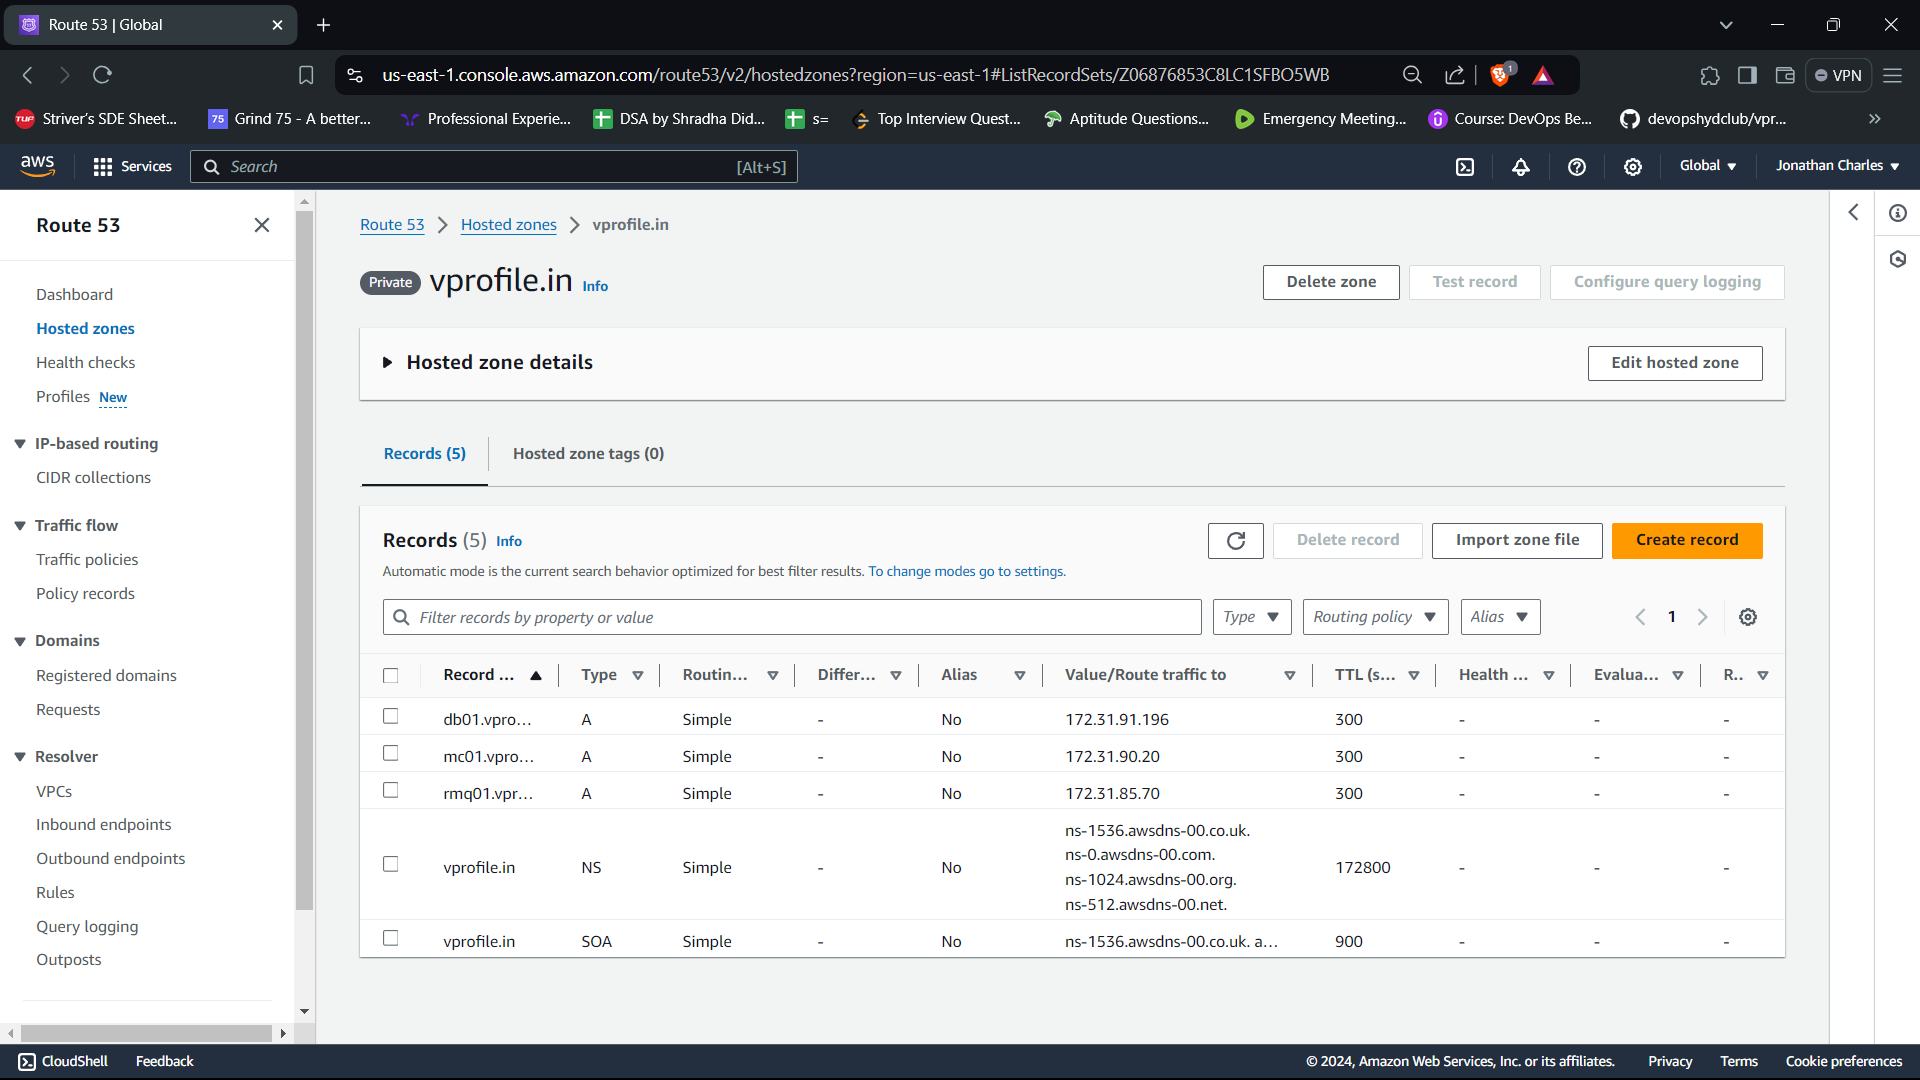 Route 53 | Global
us-east-1.console.aws.amazon.com/route53/v2/hostedzones?region=us-east-1#ListRecordSets/Z06876853C8LC1SFBO5WB
1
VPN
TUF Striver's SDE Sheet...
75 Grind 75 - A better...
Professional Experie...
DSA by Shradha Did...
s=
Top Interview Quest...
Aptitude Questions...
Emergency Meeting...
Course: DevOps Be...
devopshydclub/vpr...
aws
Services
Search
[Alt+S]
Global
Jonathan Charles
Route 53
Dashboard
Hosted zones
Health checks
Profiles New
IP-based routing
CIDR collections
Traffic flow
Traffic policies
Policy records
Domains
Registered domains
Requests
Resolver
VPCs
Inbound endpoints
Outbound endpoints
Rules
Query logging
Outposts
Route 53 > Hosted zones > vprofile.in
Private vprofile.in Info
Delete zone
Test record
Configure query logging
Hosted zone details
Edit hosted zone
Records (5)
Hosted zone tags (0)
Records (5) Info
Delete record
Import zone file
Create record
Automatic mode is the current search behavior optimized for best filter results. To change modes go to settings.
Filter records by property or value
Type
Routing policy
Alias
1
Record ... Type Routin... Differ... Alias Value/Route traffic to TTL (s... Health ... Evalua... R..
db01.vpro... A Simple - No 172.31.91.196 300 - - -
mc01.vpro... A Simple - No 172.31.90.20 300 - - -
rmq01.vpr... A Simple - No 172.31.85.70 300 - - -
ns-1536.awsdns-00.co.uk.
ns-0.awsdns-00.com.
vprofile.in NS Simple - No 172800 - - -
ns-1024.awsdns-00.org.
ns-512.awsdns-00.net.
vprofile.in SOA Simple - No ns-1536.awsdns-00.co.uk. a... 900 - - -
CloudShell
Feedback
© 2024, Amazon Web Services, Inc. or its affiliates.
Privacy
Terms
Cookie preferences